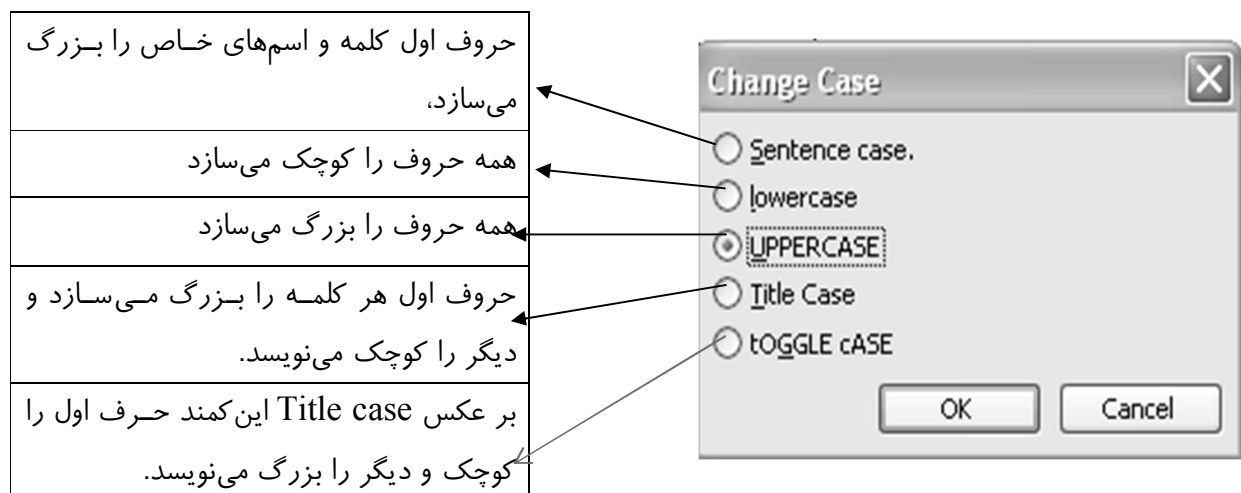 حروف اول کلمه و اسم‌های خاص را بزرگ
می‌سازد،
همه حروف را کوچک می‌سازد
همه حروف را بزرگ می‌سازد
حروف اول هر کلمه را بزرگ می‌سازد و
دیگر را کوچک می‌نویسد.
بر عکس Title case این کمند حرف اول را
کوچک و دیگر را بزرگ می‌نویسد.
Change Case
Sentence case.
lowercase
UPPERCASE
Title Case
tOGGLE cASE
OK Cancel